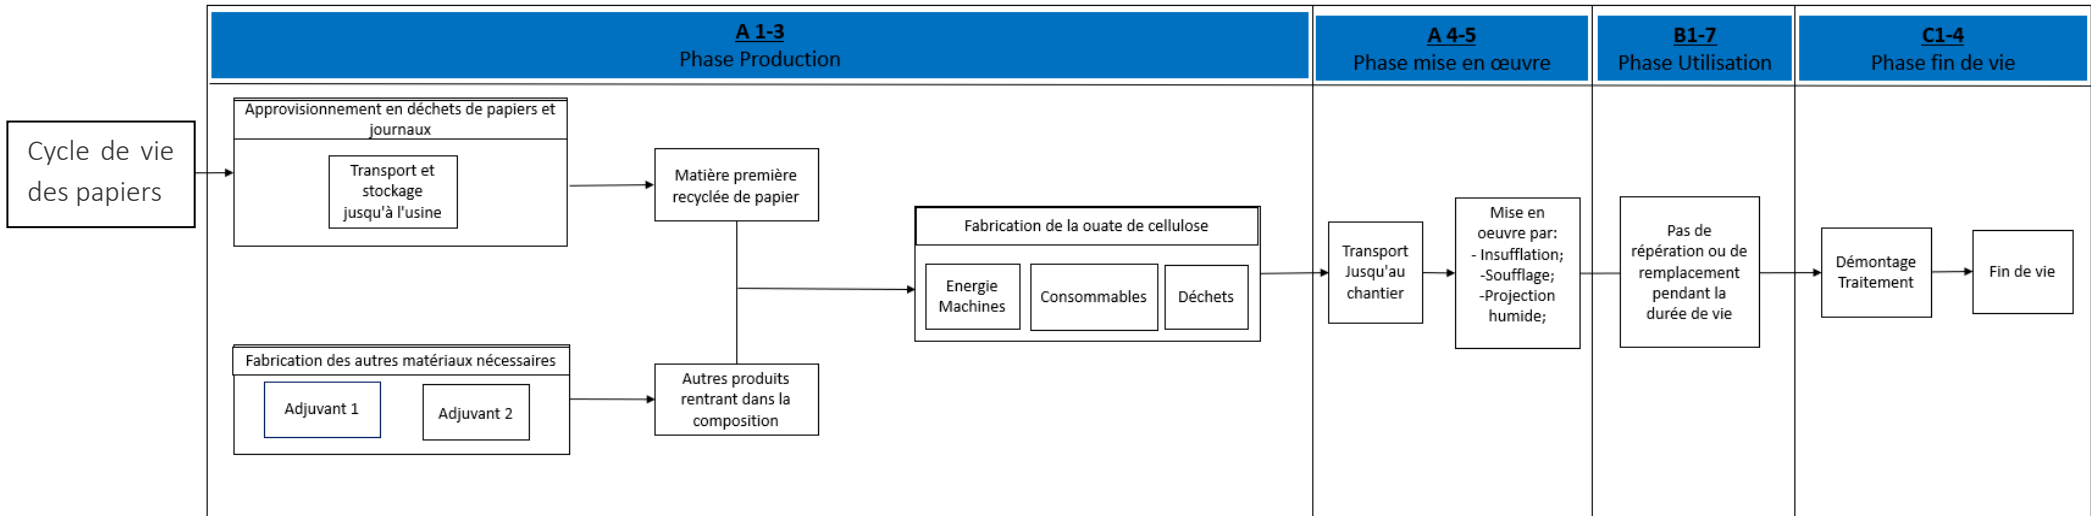 A 1-3
Phase Production
A 4-5
Phase mise en œuvre
B1-7
Phase Utilisation
C1-4
Phase fin de vie
Cycle de vie
des papiers
Approvisionnement en déchets de papiers et
journaux
Transport et
stockage
jusqu'à l'usine
Matière première
recyclée de papier
Fabrication des autres matériaux nécessaires
Adjuvant 1
Adjuvant 2
Autres produits
rentrant dans la
composition
Fabrication de la ouate de cellulose
Energie
Machines
Consommables
Déchets
Transport
Jusqu'au
chantier
Mise en
oeuvre par:
- Insufflation;
-Soufflage;
-Projection
humide;
Pas de
répération ou de
remplacement
pendant la
durée de vie
Démontage
Traitement
Fin de vie